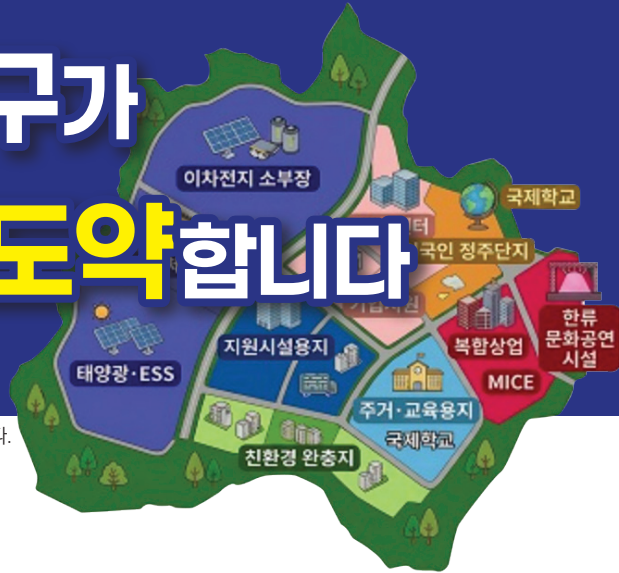 구가
도약합니다
이차전지 소부장
국제학교
터
국인 정주단지
태양광·ESS
지원시설용지
복합상업
MICE
한류
문화공연
시설
주거·교육용지
국제학교
친환경 완충지
다.